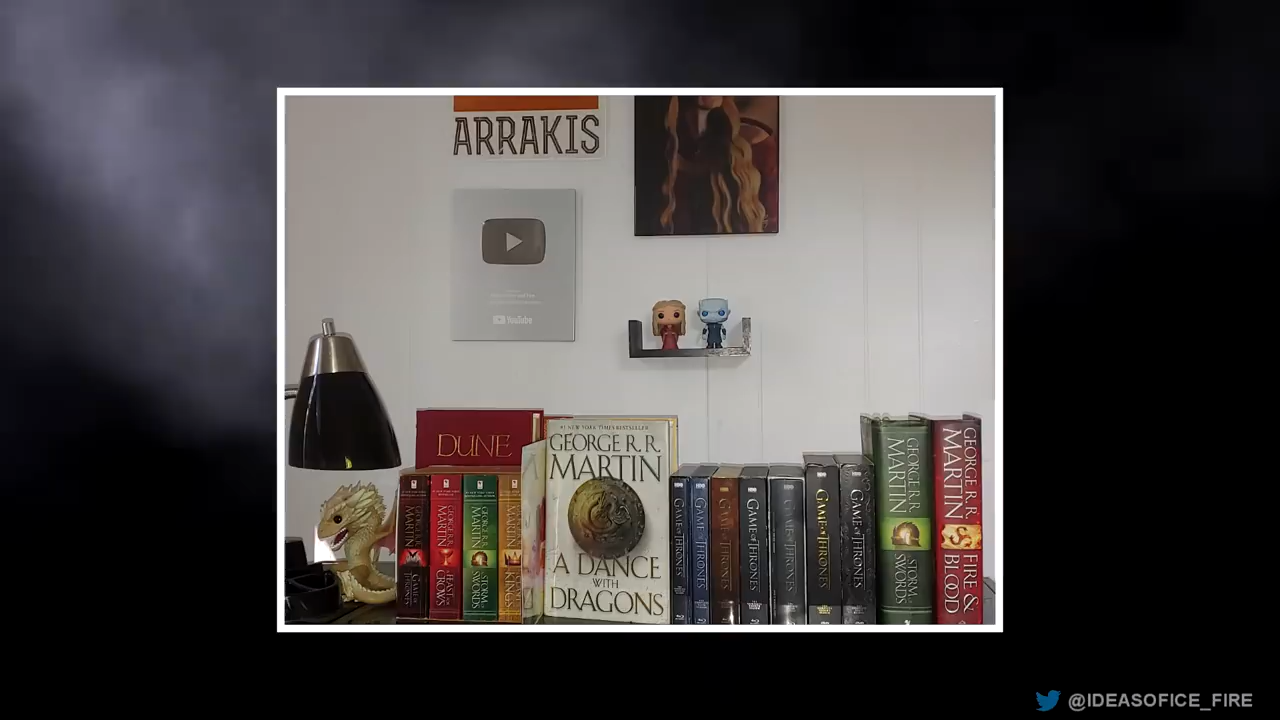 ARRAKIS
YouTube
DUNE
#1 NEW YORK TIMES BESTSELLER
GEORGE R. R.
MARTIN
A DANCE
WITH
DRAGONS
GEORGE R.R.
MARTIN
GAME OF
THRONES
GEORGE R.R.
MARTIN
FEAST FOR
CROWS
GEORGE R.R.
MARTIN
STORM OF
SWORDS
MARTIN
KINGS
GAME OF THRONES
GAME OF THRONES
GAME OF THRONES
GAME OF THRONES
GAME OF THRONES
GAME OF THRONES
GAME OF THRONES
GEORGE R.R.
MARTIN
A STORM OF
SWORDS
GEORGE R.R.
MARTIN
FIRE &
BLOOD
@IDEASOFICE_FIRE